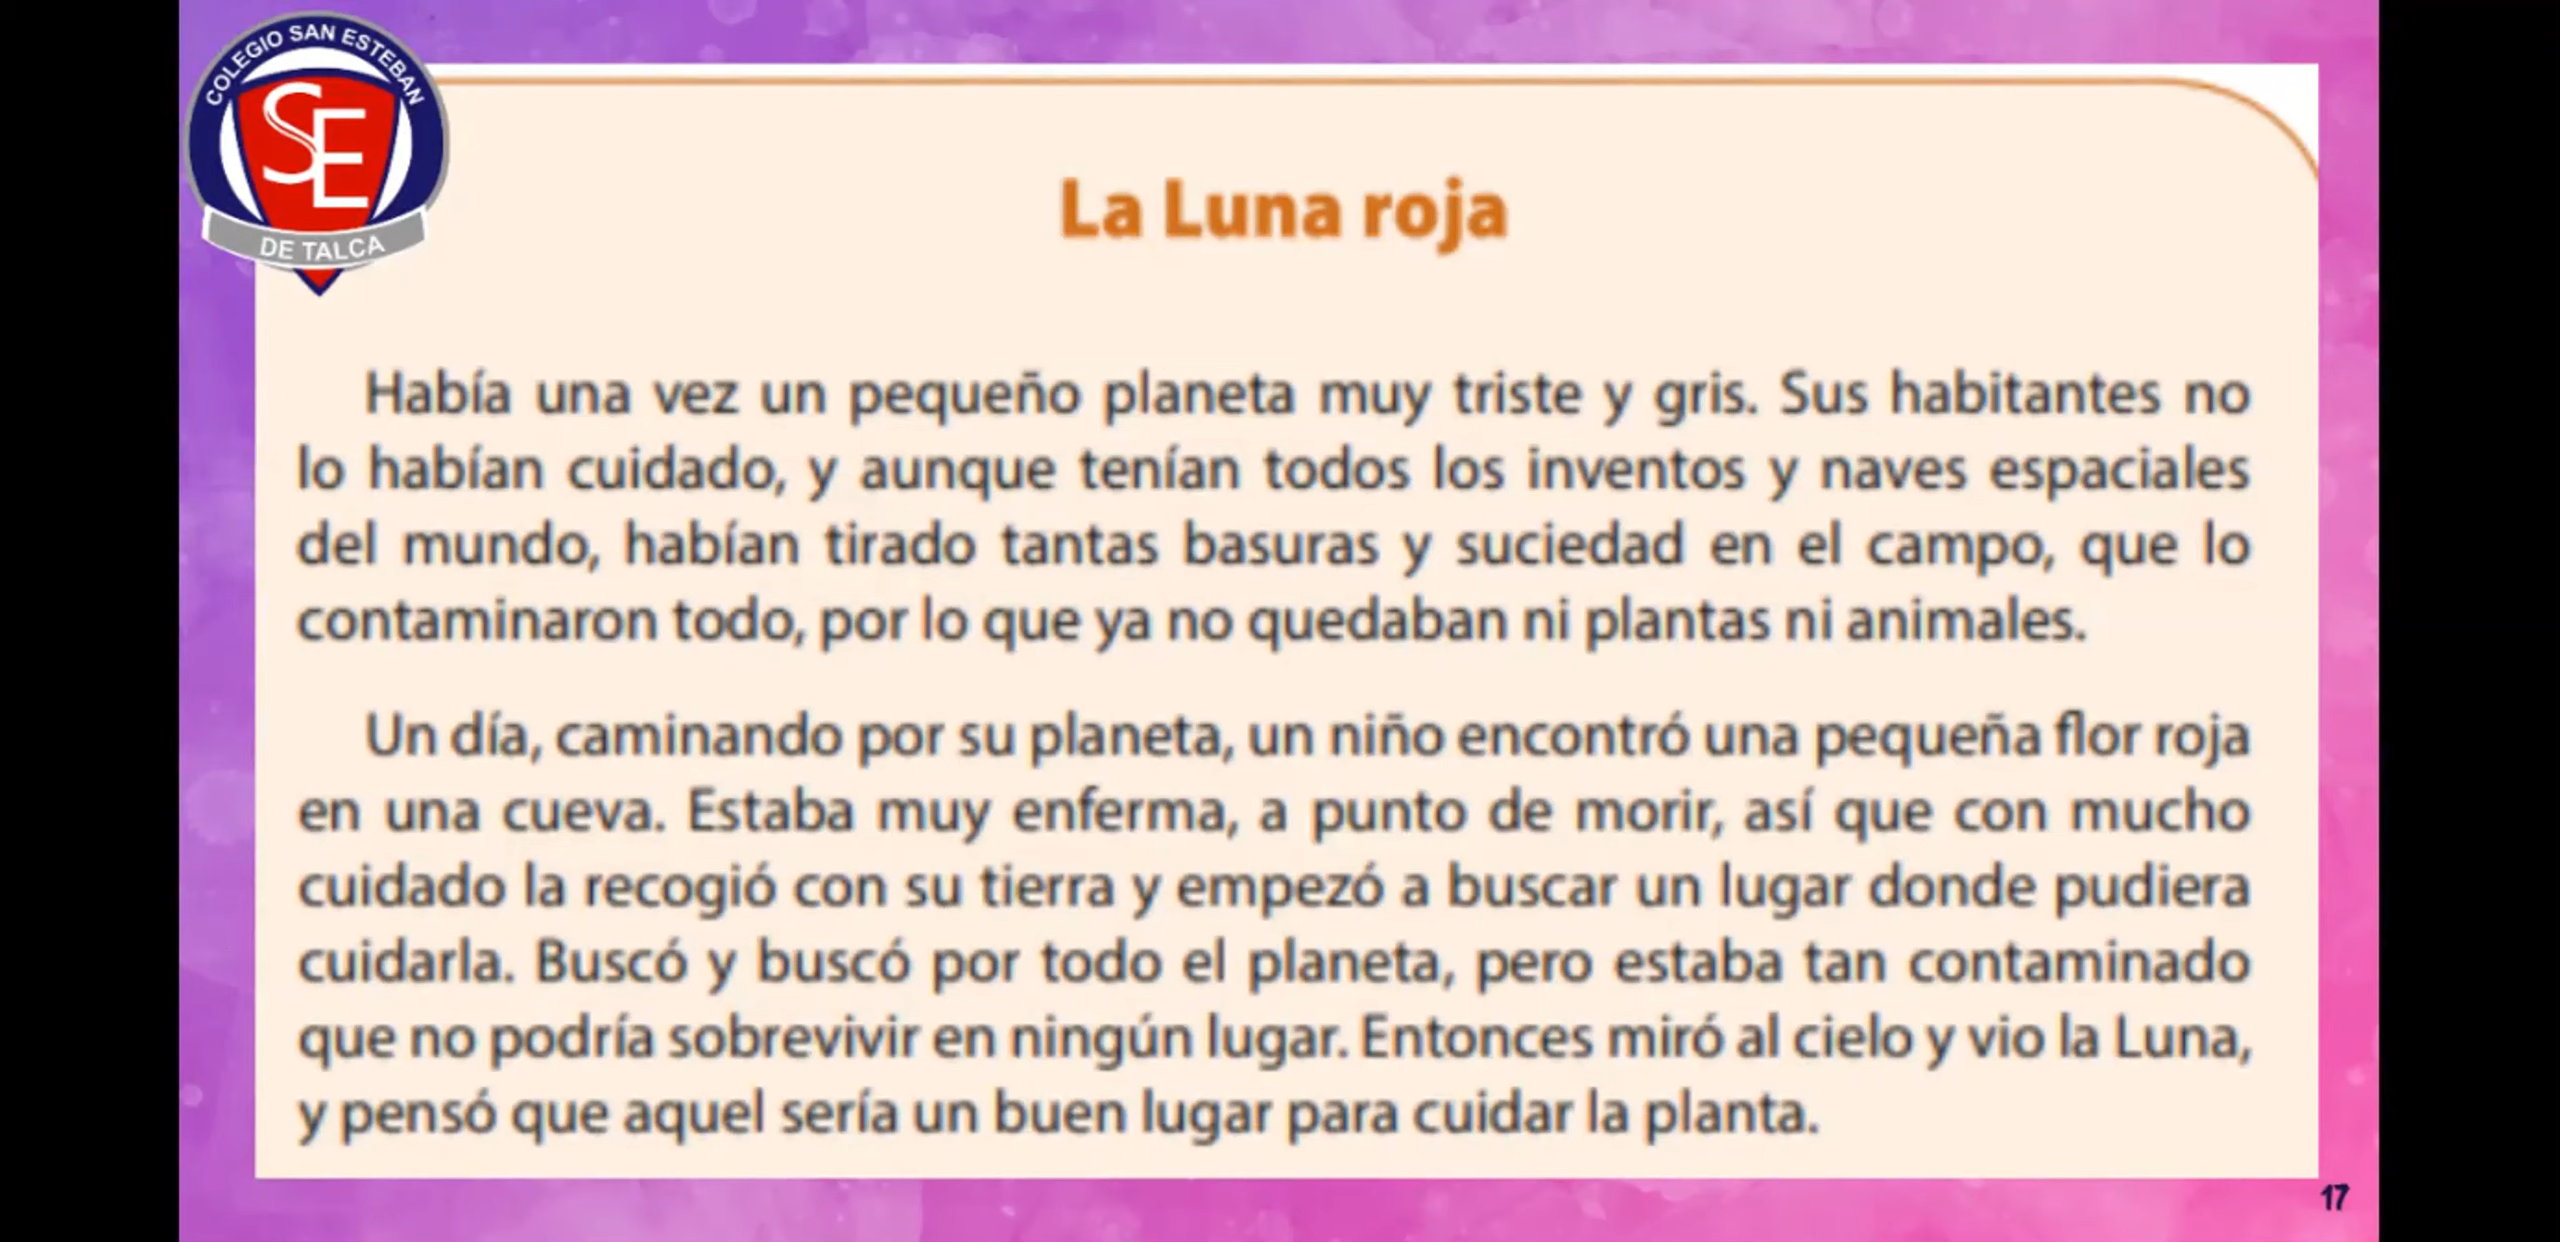 COLEGIO SAN ESTEBAN
SE
DE TALCA
La Luna roja
Había una vez un pequeño planeta muy triste y gris. Sus habitantes no
lo habían cuidado, y aunque tenían todos los inventos y naves espaciales
del mundo, habían tirado tantas basuras y suciedad en el campo, que lo
contaminaron todo, por lo que ya no quedaban ni plantas ni animales.
Un día, caminando por su planeta, un niño encontró una pequeña flor roja
en una cueva. Estaba muy enferma, a punto de morir, así que con mucho
cuidado la recogió con su tierra y empezó a buscar un lugar donde pudiera
cuidarla. Buscó y buscó por todo el planeta, pero estaba tan contaminado
que no podría sobrevivir en ningún lugar. Entonces miró al cielo y vio la Luna,
y pensó que aquel sería un buen lugar para cuidar la planta.
17